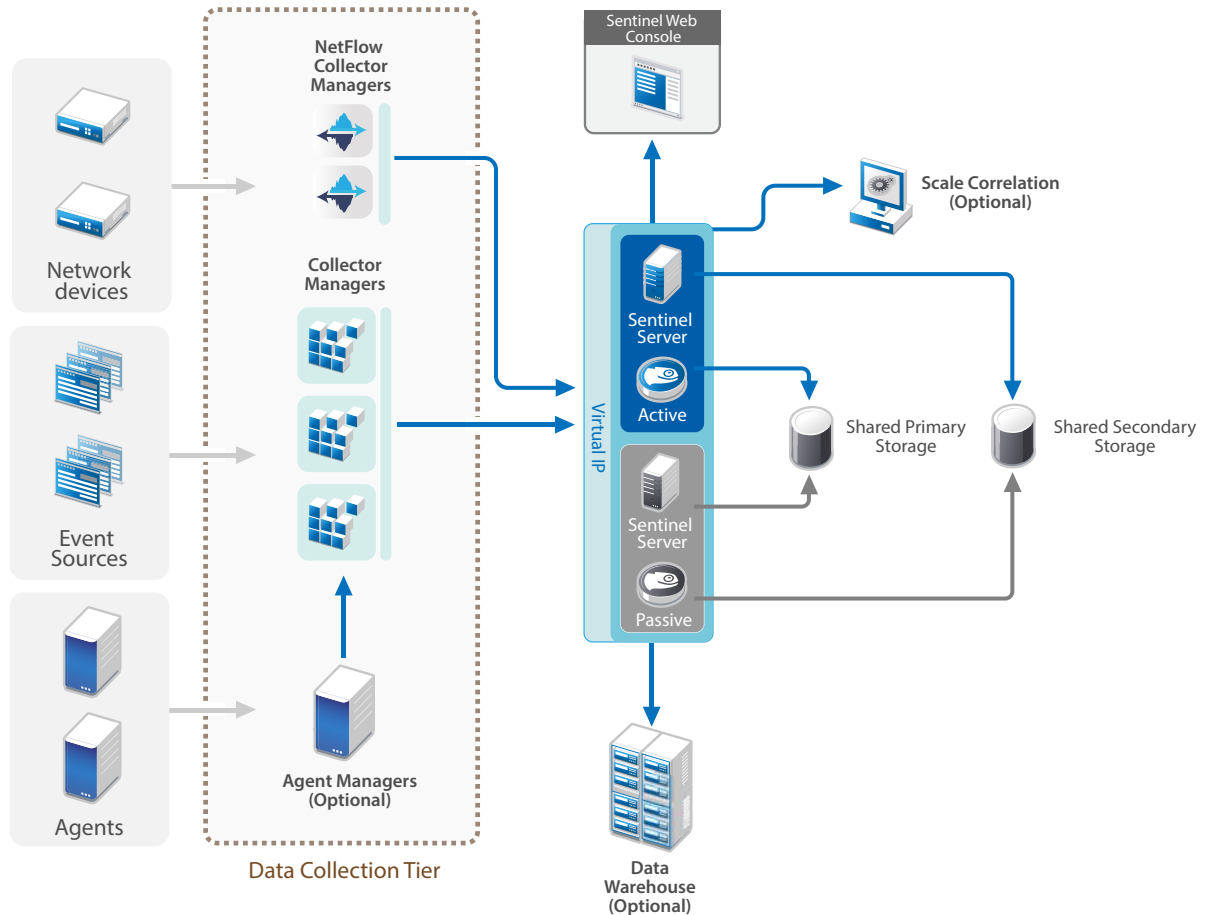 Sentinel Web
Console
NetFlow
Collector
Managers
Network
devices
Scale Correlation
(Optional)
Collector
Managers
Sentinel
Server
Active
Virtual IP
Shared Primary
Storage
Shared Secondary
Storage
Event
Sources
Sentinel
Server
Passive
Agent Managers
(Optional)
Agents
Data Collection Tier
Data
Warehouse
(Optional)